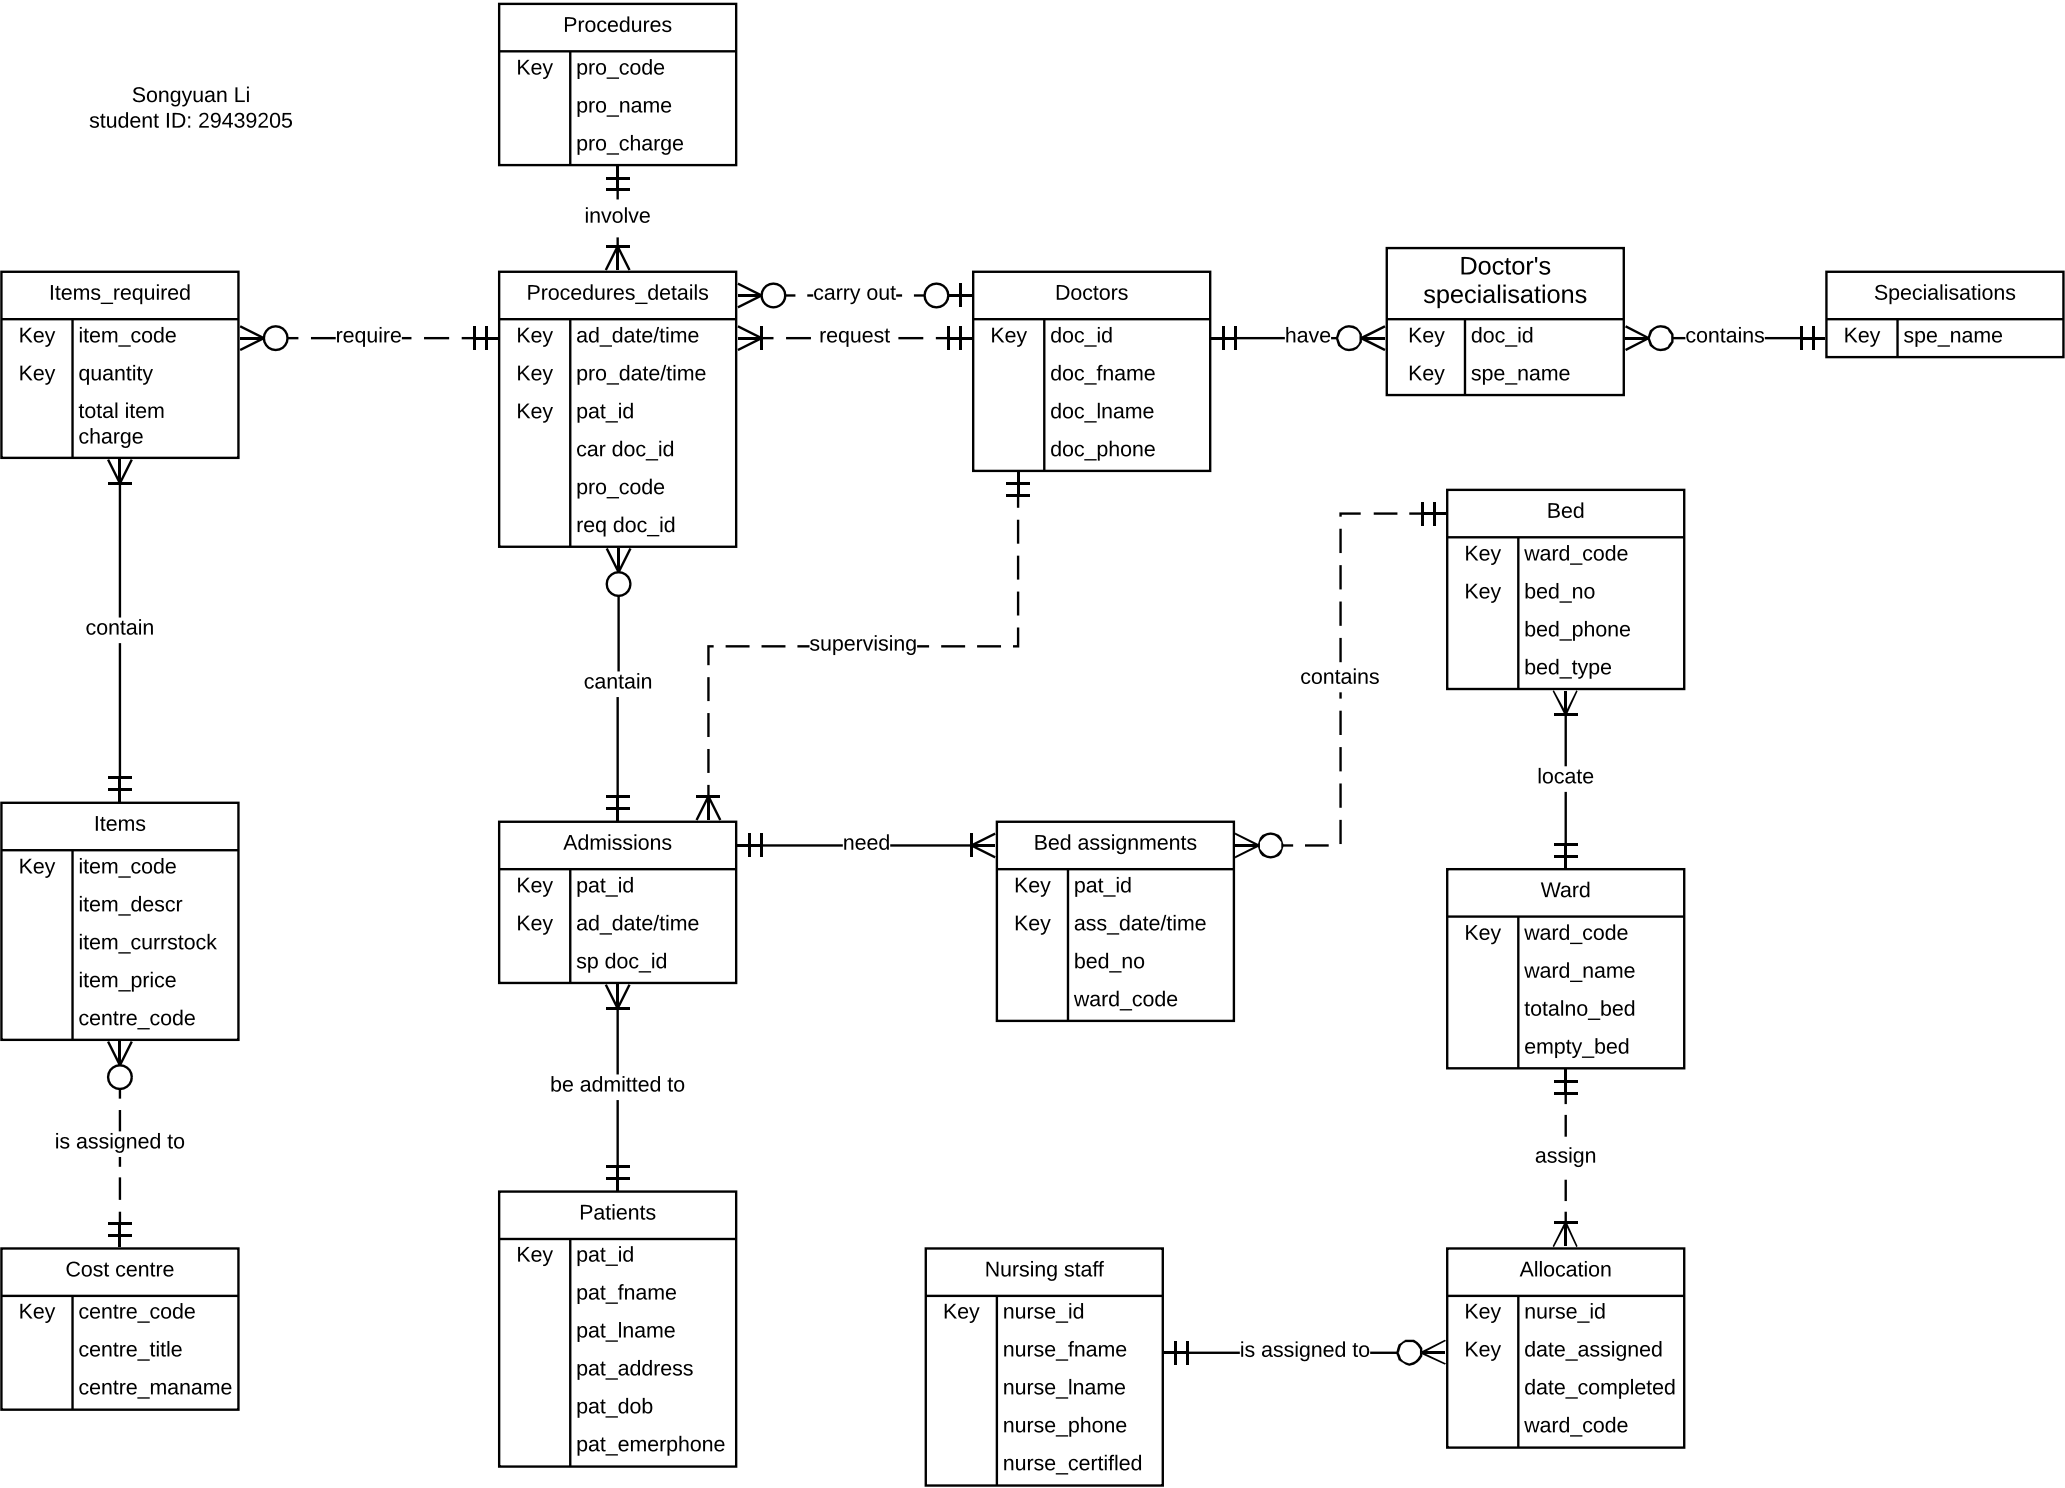 Songyuan Li
student ID: 29439205
Procedures
Key pro_code
pro_name
pro_charge
involve
Items_required
Key item_code
Key quantity
total item
charge
require
Procedures_details
Key ad_date/time
Key pro_date/time
Key pat_id
car doc_id
pro_code
req doc_id
carry out
request
Doctors
Key doc_id
doc_fname
doc_lname
doc_phone
have
Doctor's
specialisations
Key doc_id
Key spe_name
contains
Specialisations
Key spe_name
contain
cantain
supervising
contains
Bed
Key ward_code
Key bed_no
bed_phone
bed_type
locate
Items
Key item_code
item_descr
item_currstock
item_price
centre_code
Admissions
Key pat_id
Key ad_date/time
sp doc_id
need
Bed assignments
Key pat_id
Key ass_date/time
bed_no
ward_code
Ward
Key ward_code
ward_name
totalno_bed
empty_bed
is assigned to
be admitted to
assign
Cost centre
Key centre_code
centre_title
centre_maname
Patients
Key pat_id
pat_fname
pat_lname
pat_address
pat_dob
pat_emerphone
Nursing staff
Key nurse_id
nurse_fname
nurse_lname
nurse_phone
nurse_certifled
is assigned to
Allocation
Key nurse_id
Key date_assigned
date_completed
ward_code